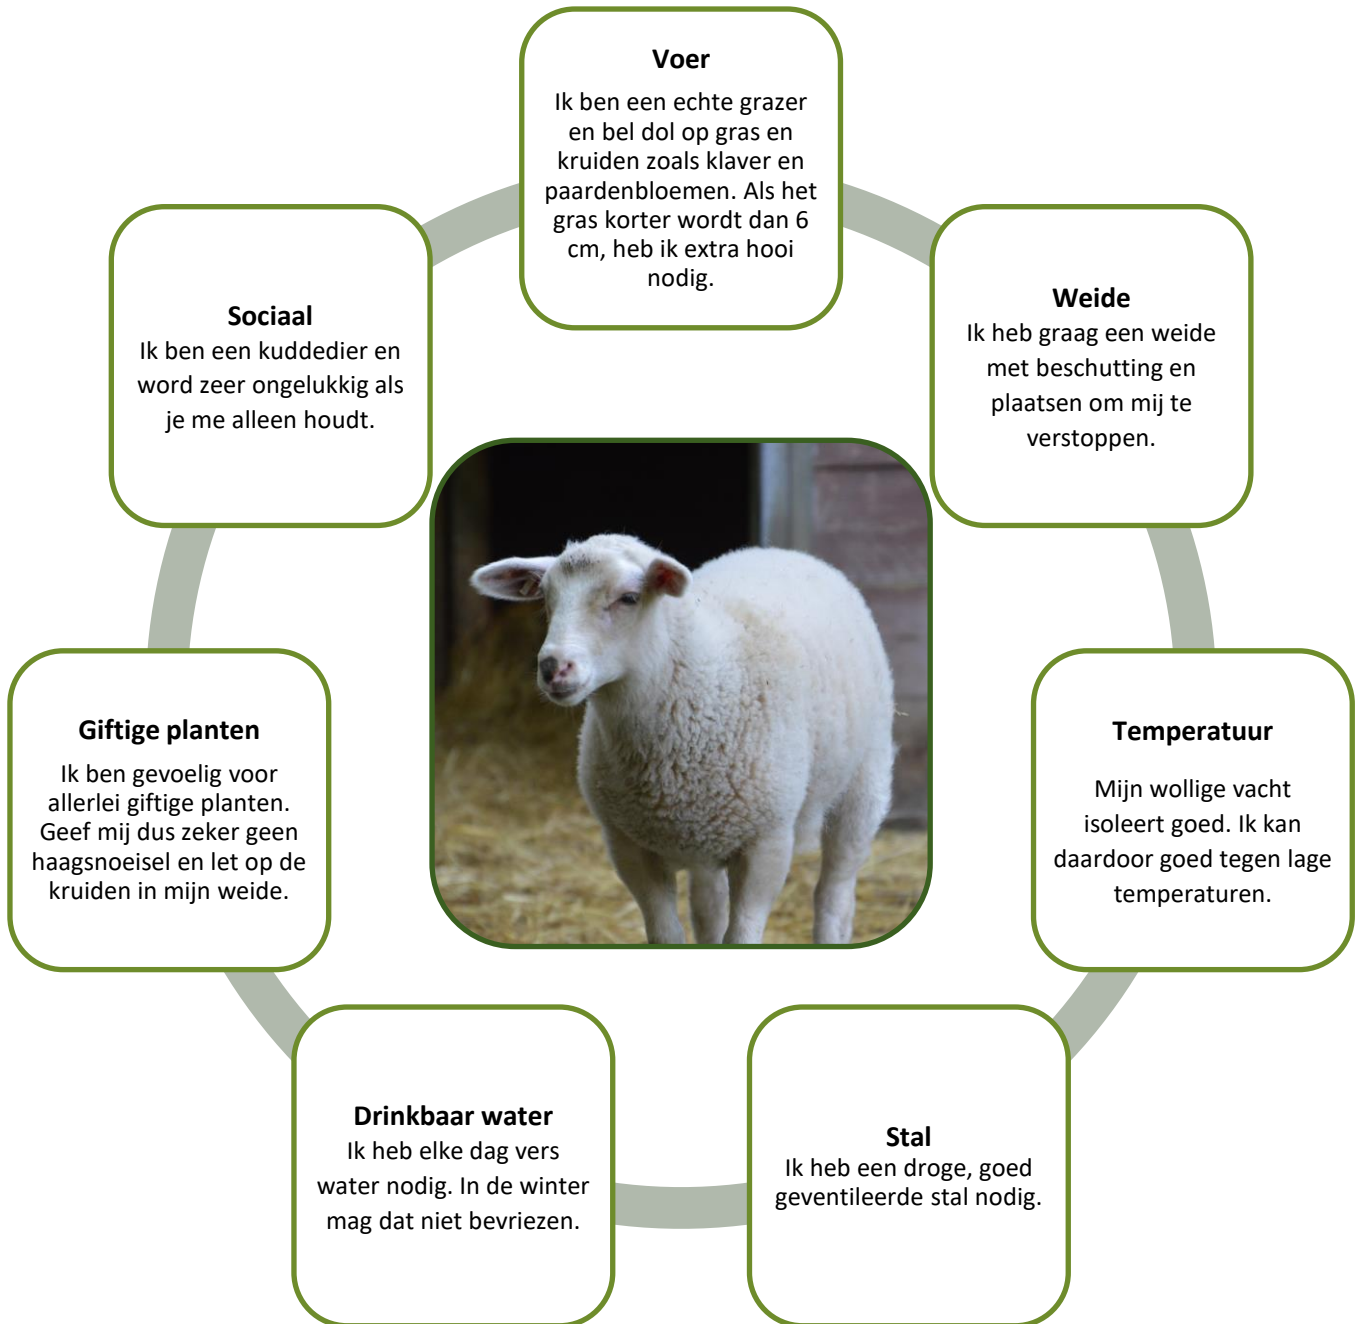 Voer
Ik ben een echte grazer
en bel dol op gras en
kruiden zoals klaver en
paardenbloemen. Als het
gras korter wordt dan 6
cm, heb ik extra hooi
nodig.
Weide
Ik heb graag een weide
met beschutting en
plaatsen om mij te
verstoppen.
Temperatuur
Mijn wollige vacht
isoleert goed. Ik kan
daardoor goed tegen lage
temperaturen.
Stal
Ik heb een droge, goed
geventileerde stal nodig.
Drinkbaar water
Ik heb elke dag vers
water nodig. In de winter
mag dat niet bevriezen.
Giftige planten
Ik ben gevoelig voor
allerlei giftige planten.
Geef mij dus zeker geen
haagsnoeisel en let op de
kruiden in mijn weide.
Sociaal
Ik ben een kuddedier en
word zeer ongelukkig als
je me alleen houdt.